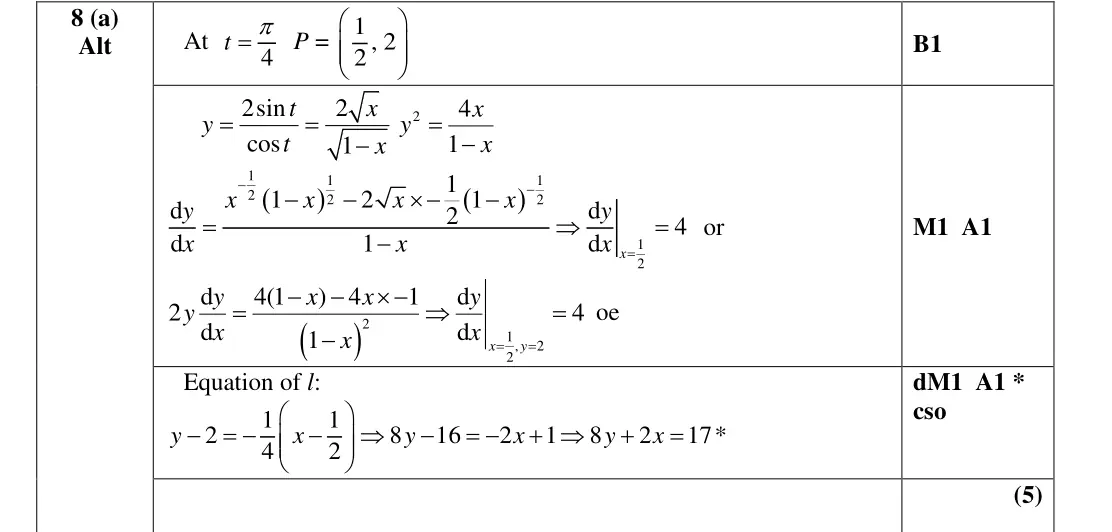 8 (a)
Alt
At t = π/4 P = (1/2, 2)
B1
y = 2sin t / cos t = 2√x / √(1−x) y² = 4x / (1−x)
dy/dx = (x^(−1/2) (1−x)^(1/2) − 2√x × −1/2 (1−x)^(−1/2)) / (1−x) ⇒ dy/dx |ₓ₌₁/₂ = 4 or
M1 A1
2y dy/dx = (4(1−x) − 4x × −1) / (1−x)² ⇒ dy/dx |ₓ₌₁/₂, y=2 = 4 oe
Equation of l:
dM1 A1 *
cso
y − 2 = −1/4 (x − 1/2) ⇒ 8y − 16 = −2x + 1 ⇒ 8y + 2x = 17 *
(5)